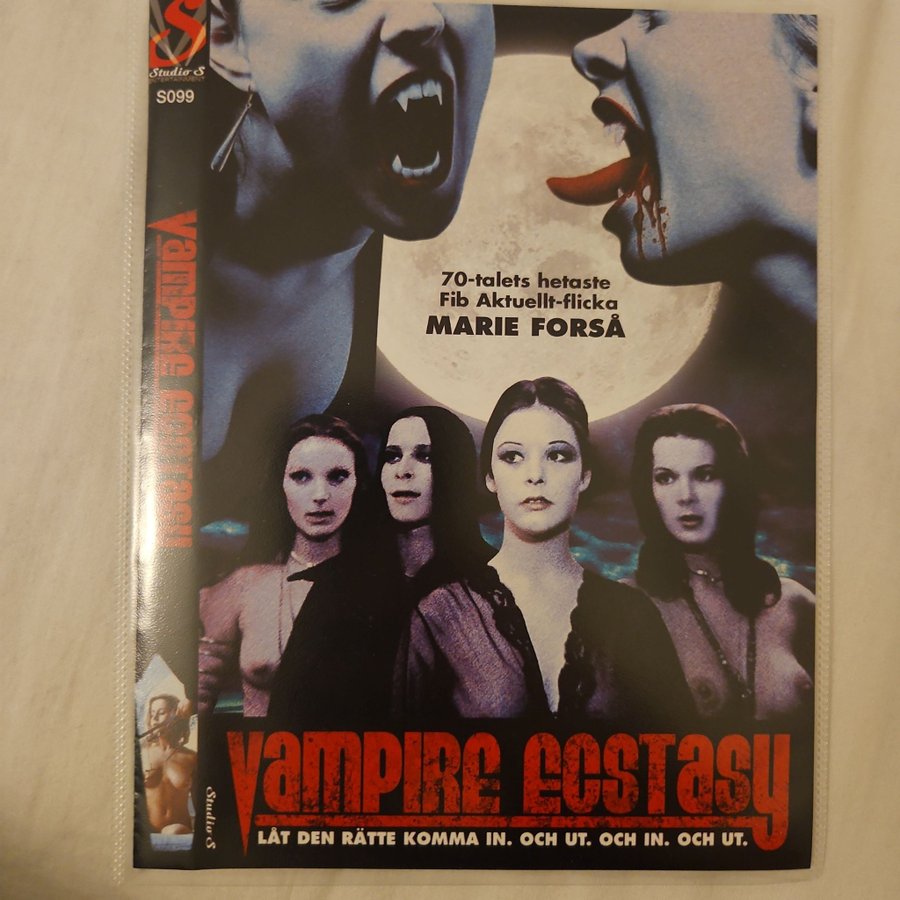 S
Studio S
ENTERTAINMENT
S099
VAMPIRE ECSTASY
Studio S
70-talets hetaste
Fib Aktuellt-flicka
MARIE FORSÅ
VAMPIRE ECSTASY
LÅT DEN RÄTTE KOMMA IN. OCH UT. OCH IN. OCH UT.